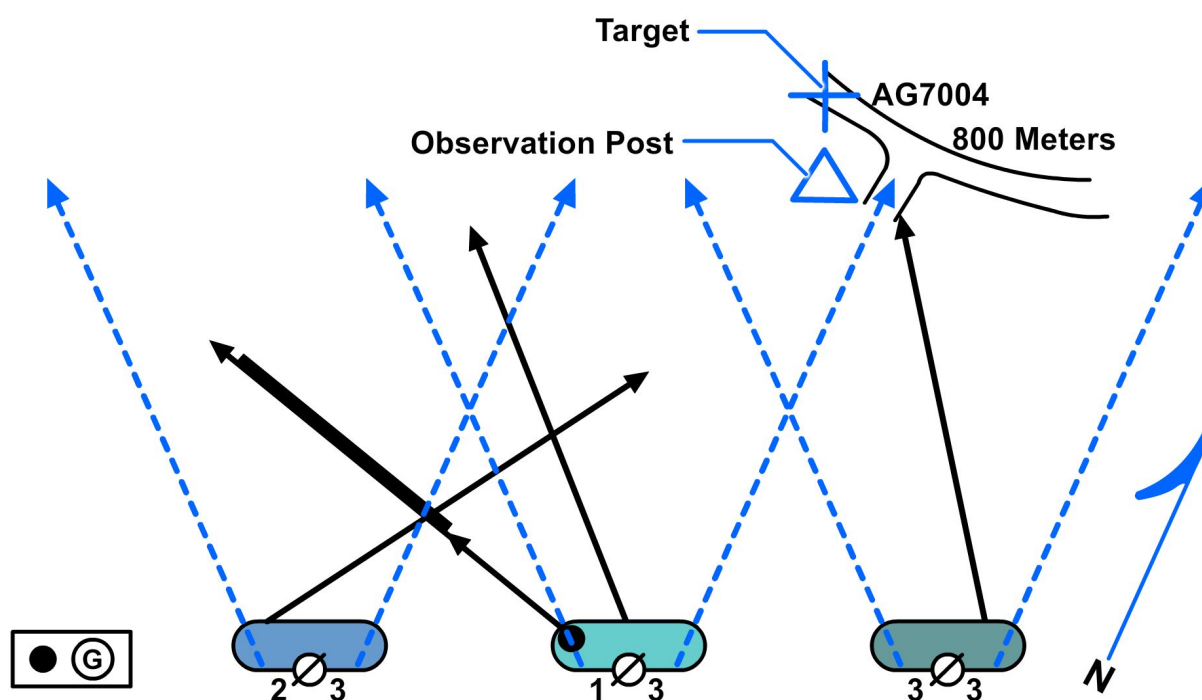 Target
AG7004
Observation Post
800 Meters
G
2 3
1 3
3 3
N